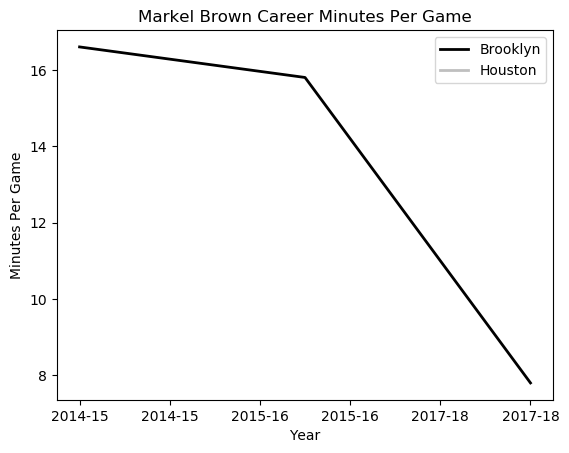 Markel Brown Career Minutes Per Game
Brooklyn
Houston
16
14
12
10
8
Minutes Per Game
2014-15 2014-15 2015-16 2015-16 2017-18 2017-18
Year